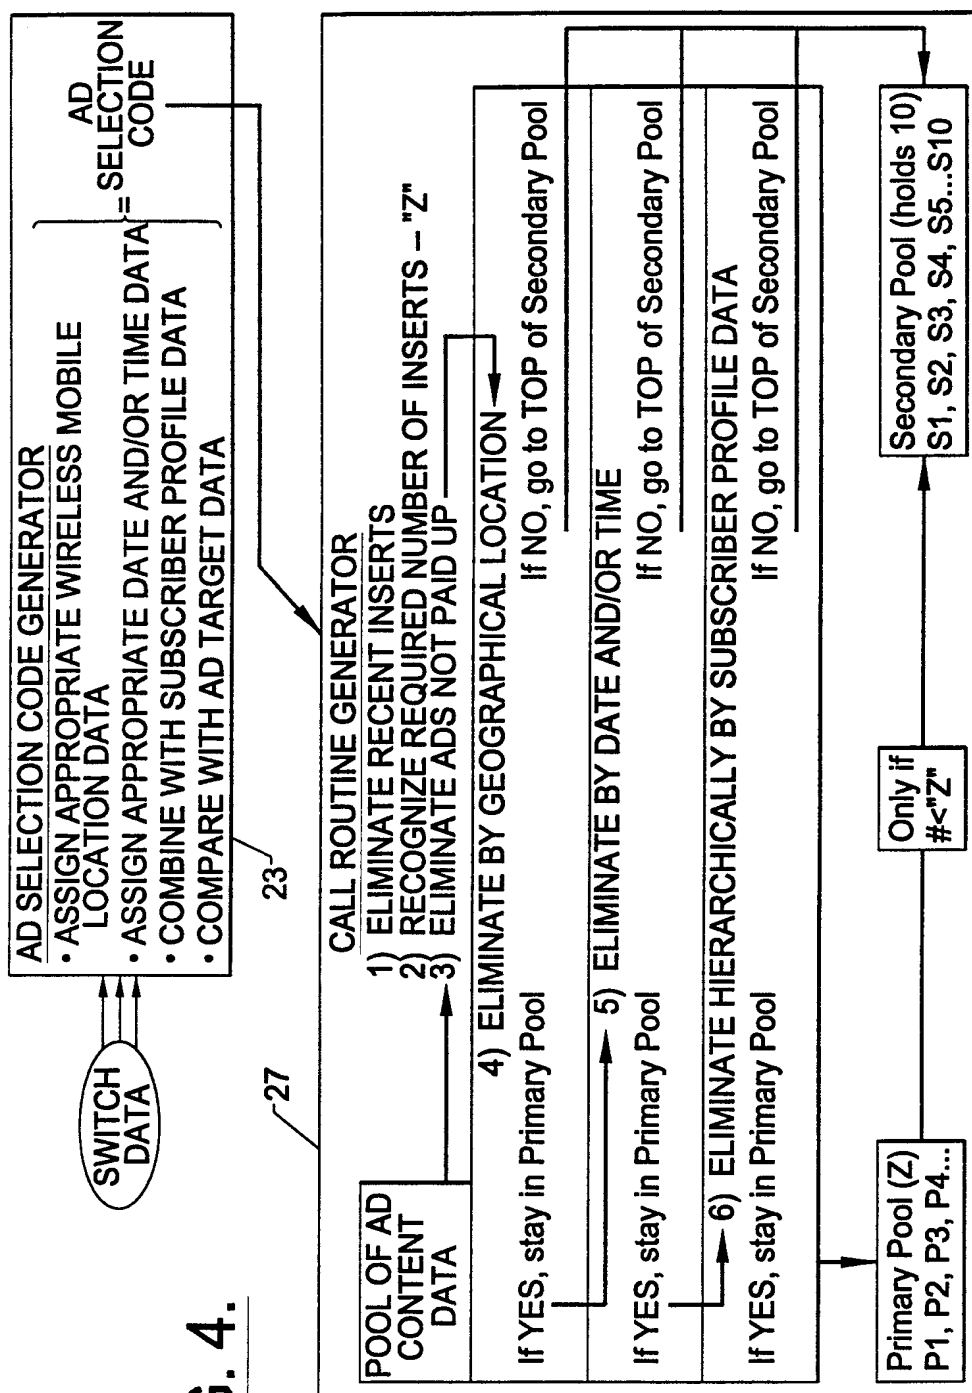 SWITCH
DATA
AD SELECTION CODE GENERATOR
• ASSIGN APPROPRIATE WIRELESS MOBILE
LOCATION DATA
• ASSIGN APPROPRIATE DATE AND/OR TIME DATA
• COMBINE WITH SUBSCRIBER PROFILE DATA
• COMPARE WITH AD TARGET DATA
AD
= SELECTION
CODE
23
27
CALL ROUTINE GENERATOR
1) ELIMINATE RECENT INSERTS
2) RECOGNIZE REQUIRED NUMBER OF INSERTS – "Z"
3) ELIMINATE ADS NOT PAID UP
POOL OF AD
CONTENT
DATA
4) ELIMINATE BY GEOGRAPHICAL LOCATION
If YES, stay in Primary Pool
If NO, go to TOP of Secondary Pool
5) ELIMINATE BY DATE AND/OR TIME
If YES, stay in Primary Pool
If NO, go to TOP of Secondary Pool
6) ELIMINATE HIERARCHICALLY BY SUBSCRIBER PROFILE DATA
If YES, stay in Primary Pool
If NO, go to TOP of Secondary Pool
Primary Pool (Z)
P1, P2, P3, P4...
Only if
#<"Z"
Secondary Pool (holds 10)
S1, S2, S3, S4, S5...S10
G. 4.